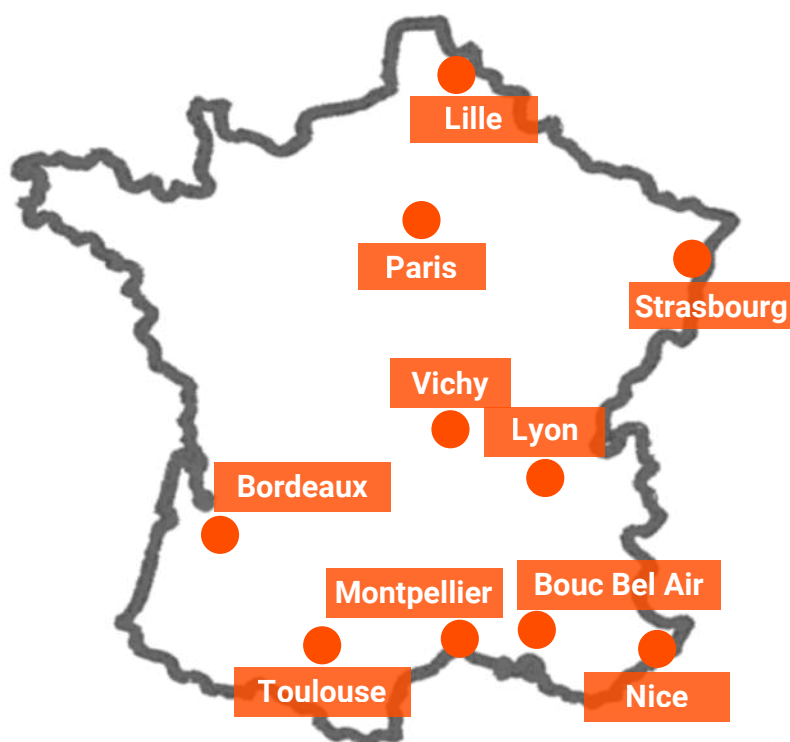 Lille
Paris
Strasbourg
Vichy
Lyon
Bordeaux
Bouc Bel Air
Montpellier
Toulouse
Nice